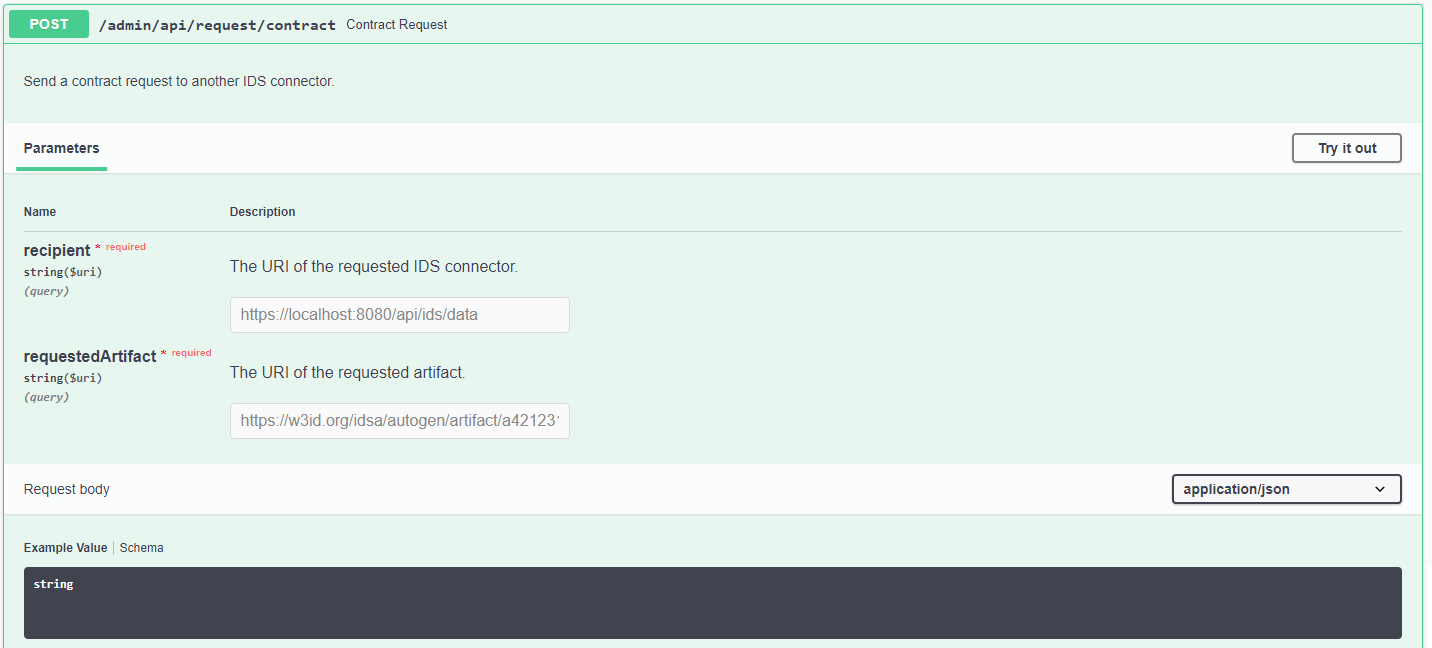 POST /admin/api/request/contract Contract Request
Send a contract request to another IDS connector.
Parameters
Try it out
Name Description
recipient * required
string($uri)
(query)
The URI of the requested IDS connector.
https://localhost:8080/api/ids/data
requestedArtifact * required
string($uri)
(query)
The URI of the requested artifact.
https://w3id.org/idsa/autogen/artifact/a421231
Request body
application/json
Example Value Schema
string